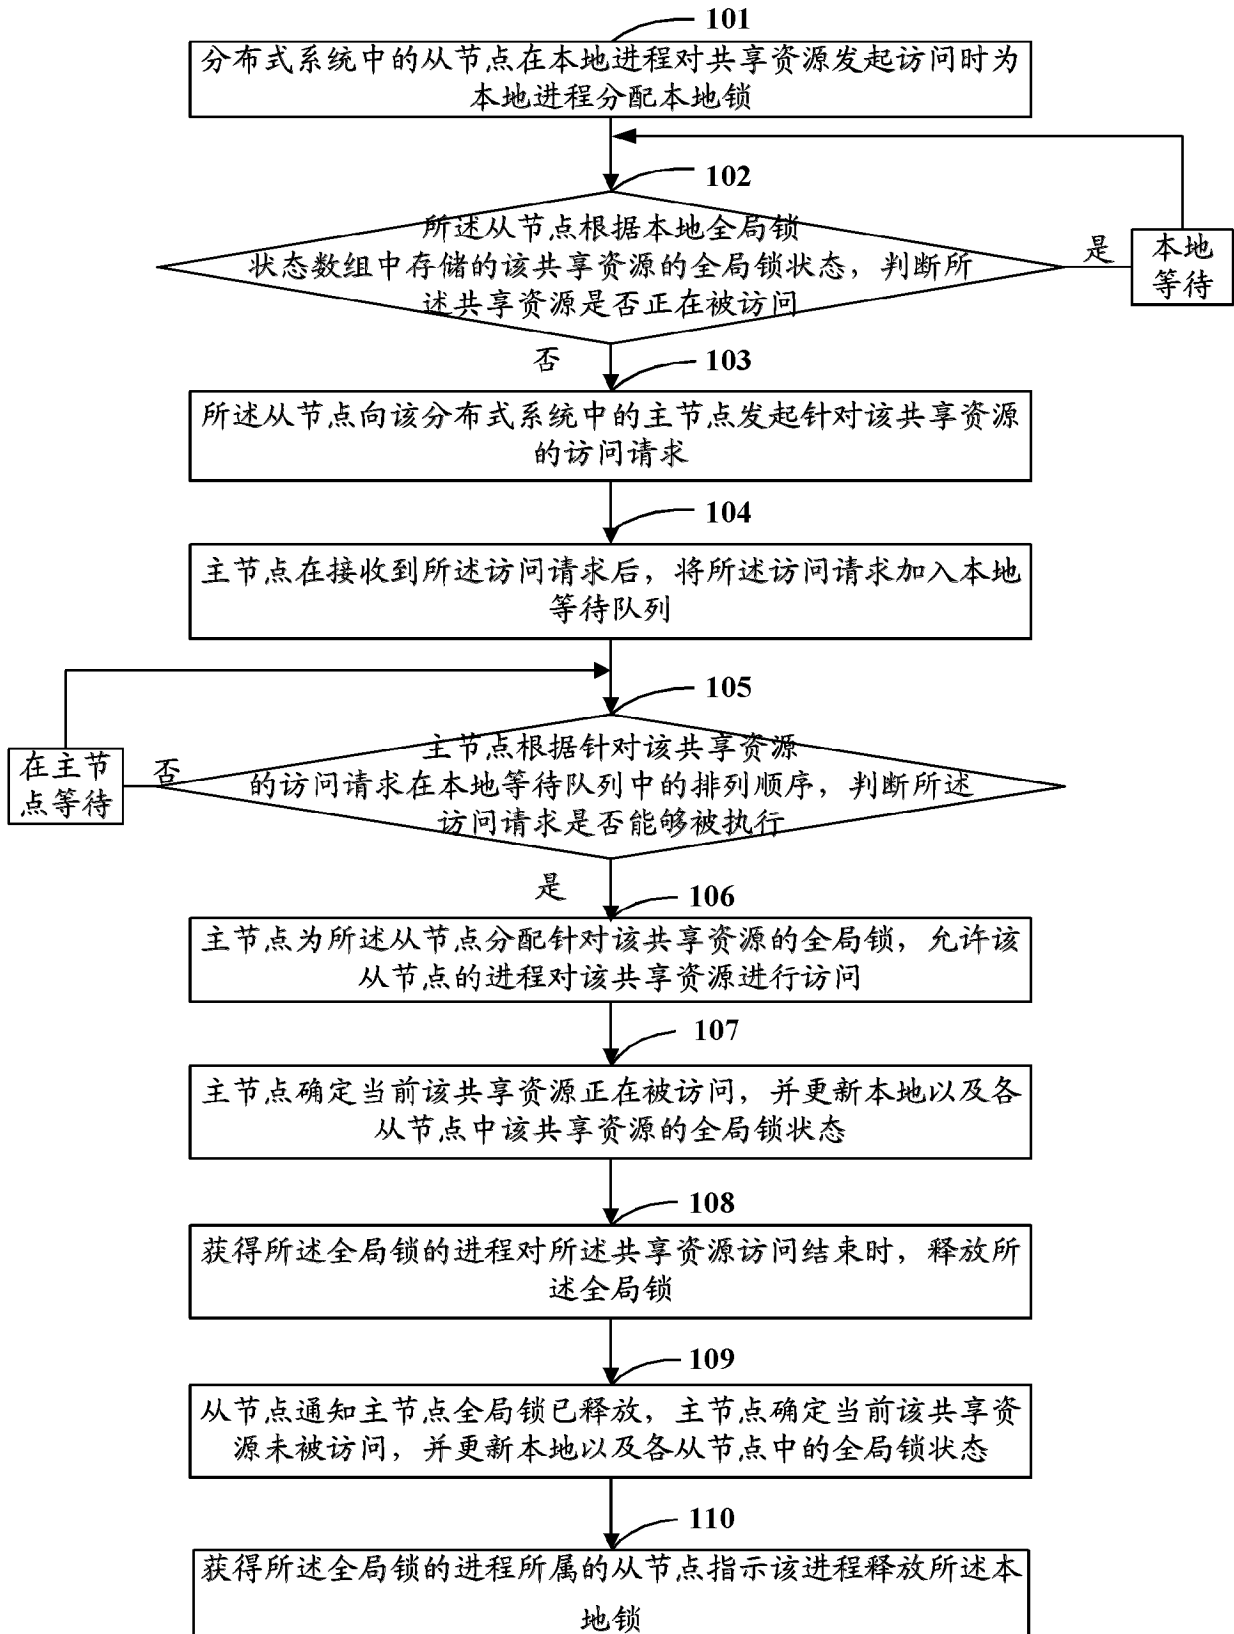 101
分布式系统中的从节点在本地进程对共享资源发起访问时为
本地进程分配本地锁
102
所述从节点根据本地全局锁
状态数组中存储的该共享资源的全局锁状态，判断所
述共享资源是否正在被访问
是
本地
等待
否
103
所述从节点向该分布式系统中的主节点发起针对该共享资源
的访问请求
104
主节点在接收到所述访问请求后，将所述访问请求加入本地
等待队列
105
主节点根据针对该共享资源
的访问请求在本地等待队列中的排列顺序，判断所述
访问请求是否能够被执行
否
在主节
点等待
是
106
主节点为所述从节点分配针对该共享资源的全局锁，允许该
从节点的进程对该共享资源进行访问
107
主节点确定当前该共享资源正在被访问，并更新本地以及各
从节点中该共享资源的全局锁状态
108
获得所述全局锁的进程对所述共享资源访问结束时，释放所
述全局锁
109
从节点通知主节点全局锁已释放，主节点确定当前该共享资
源未被访问，并更新本地以及各从节点中的全局锁状态
110
获得所述全局锁的进程所属的从节点指示该进程释放所述本
地锁